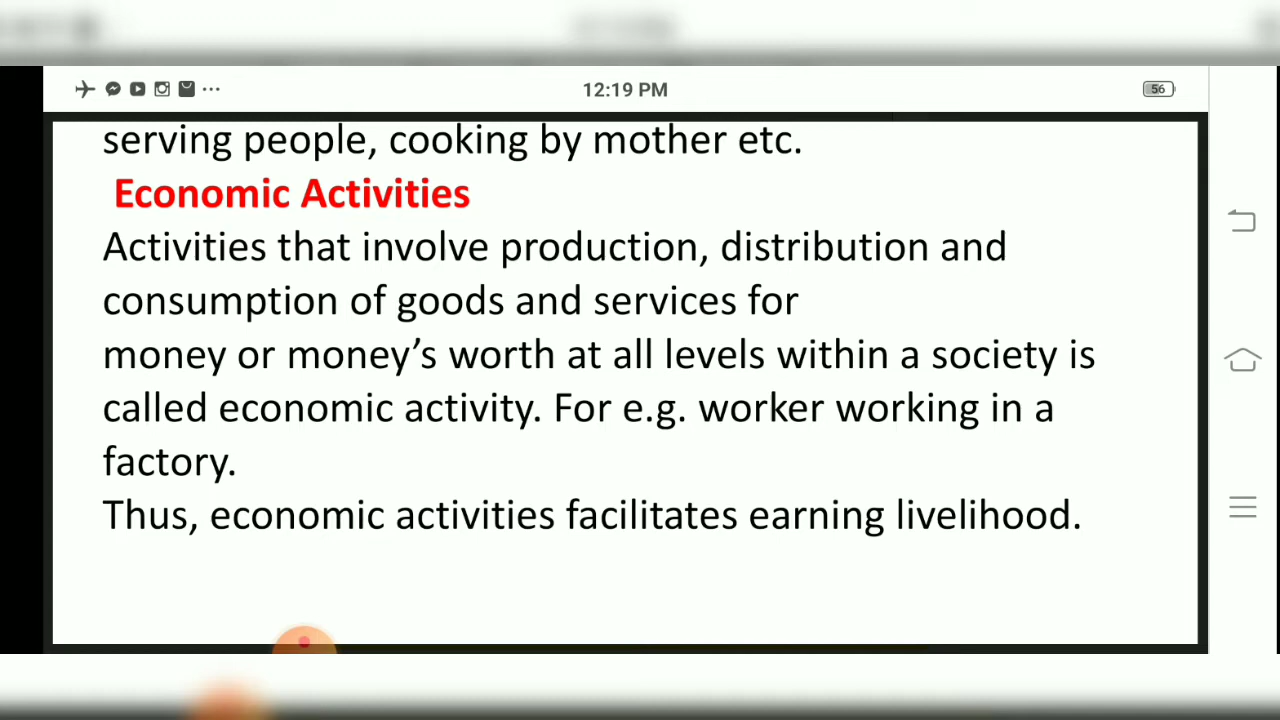 12:19 PM
56
serving people, cooking by mother etc.
Economic Activities
Activities that involve production, distribution and
consumption of goods and services for
money or money’s worth at all levels within a society is
called economic activity. For e.g. worker working in a
factory.
Thus, economic activities facilitates earning livelihood.